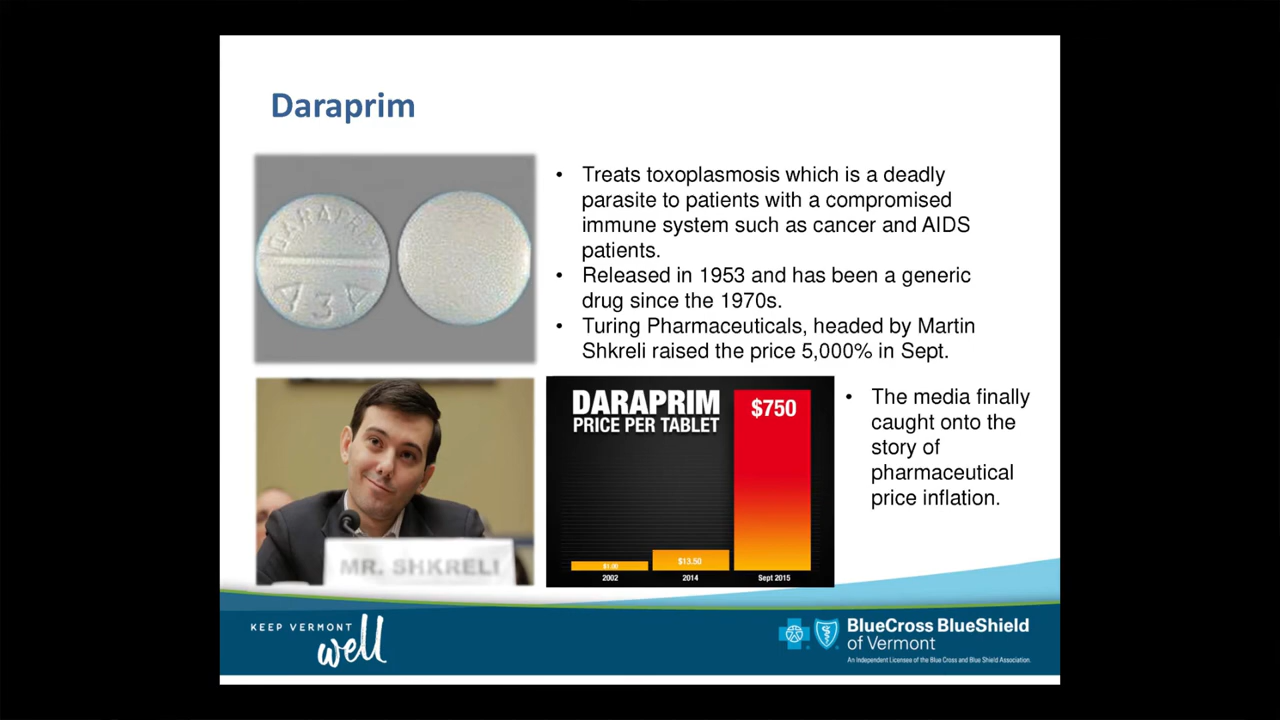 Daraprim
DARAPRIM
A3A
• Treats toxoplasmosis which is a deadly
parasite to patients with a compromised
immune system such as cancer and AIDS
patients.
• Released in 1953 and has been a generic
drug since the 1970s.
• Turing Pharmaceuticals, headed by Martin
Shkreli raised the price 5,000% in Sept.
MR. SHKRELI
DARAPRIM
PRICE PER TABLET
$750
$1.00
$13.50
2002
2014
Sept 2015
• The media finally
caught onto the
story of
pharmaceutical
price inflation.
KEEP VERMONT
well
BlueCross BlueShield
of Vermont
An Independent Licensee of the Blue Cross and Blue Shield Association.